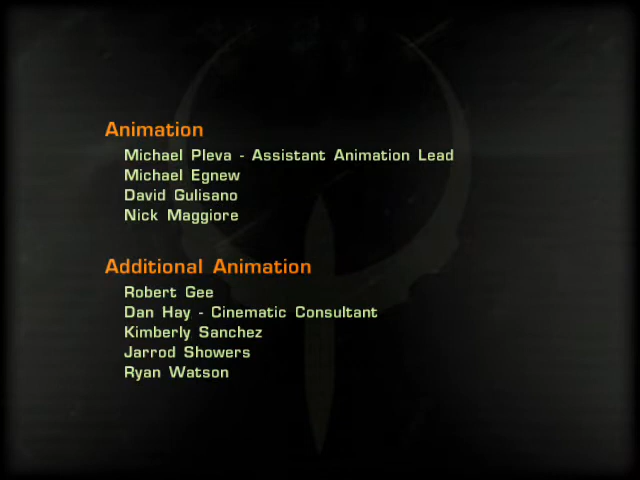 Animation
Michael Pleva - Assistant Animation Lead
Michael Egnew
David Gulisano
Nick Maggiore
Additional Animation
Robert Gee
Dan Hay - Cinematic Consultant
Kimberly Sanchez
Jarrod Showers
Ryan Watson